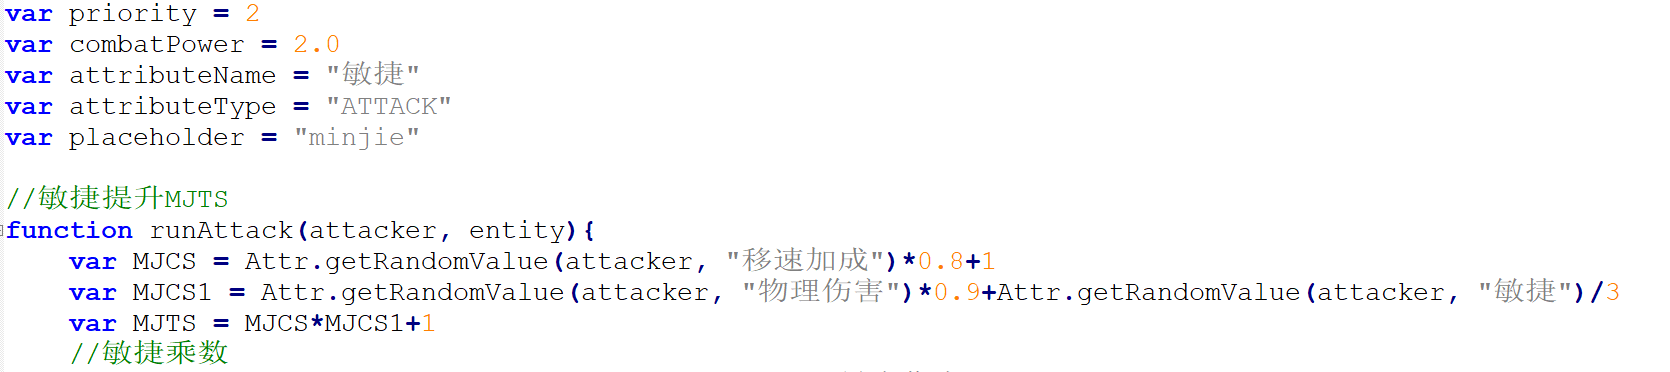 var priority = 2
var combatPower = 2.0
var attributeName = "敏捷"
var attributeType = "ATTACK"
var placeholder = "minjie"
//敏捷提升MJTS
function runAttack(attacker, entity){
var MJCS = Attr.getRandomValue(attacker, "移速加成")*0.8+1
var MJCS1 = Attr.getRandomValue(attacker, "物理伤害")*0.9+Attr.getRandomValue(attacker, "敏捷")/3
var MJTS = MJCS*MJCS1+1
//敏捷乘数